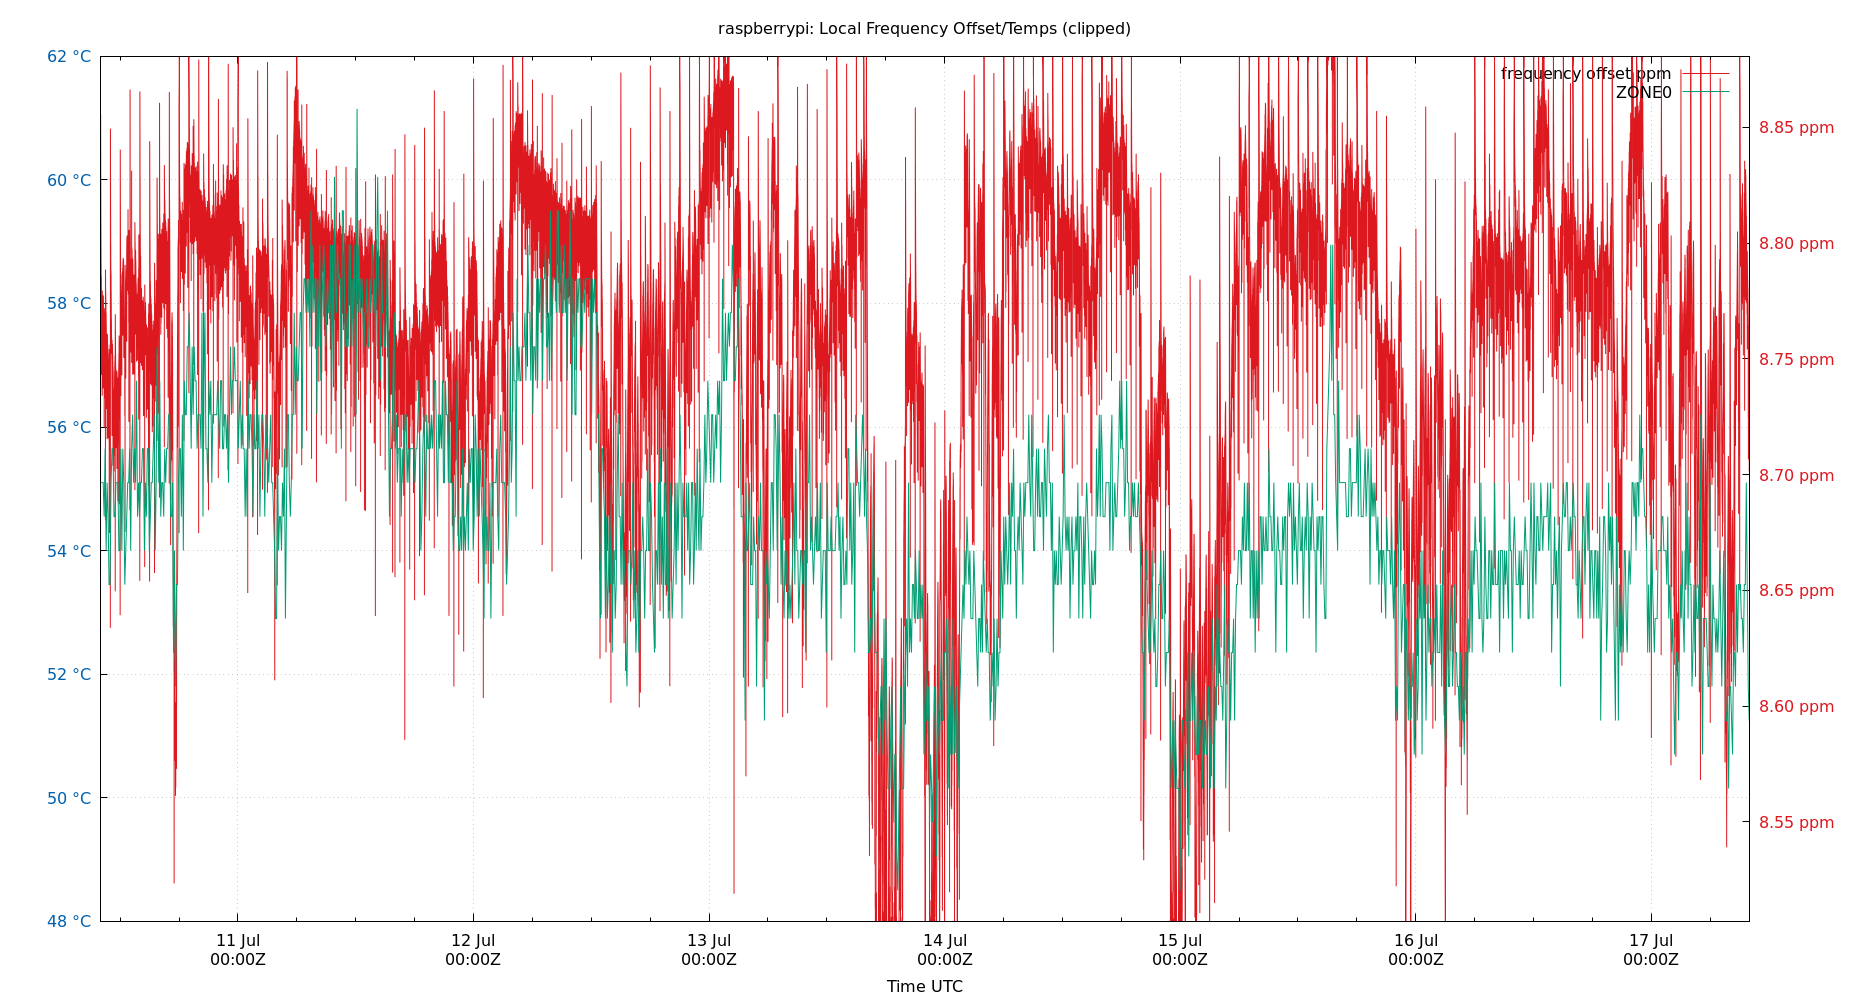 raspberrypi: Local Frequency Offset/Temps (clipped)
62 °C
60 °C
58 °C
56 °C
54 °C
52 °C
50 °C
48 °C
frequency offset ppm
ZONE0
8.85 ppm
8.80 ppm
8.75 ppm
8.70 ppm
8.65 ppm
8.60 ppm
8.55 ppm
11 Jul
00:00Z
12 Jul
00:00Z
13 Jul
00:00Z
14 Jul
00:00Z
15 Jul
00:00Z
16 Jul
00:00Z
17 Jul
00:00Z
Time UTC